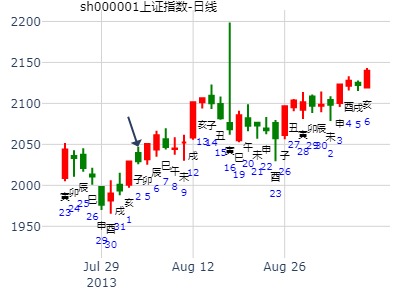 sh000001上证指数-日线
2200
2150
2100
2050
2000
1950
寅
23
卯
24
辰
25
巳
26
申
29
酉
30
戌
31
亥
1
子
2
卯
5
辰
6
巳
7
午
8
未
9
戌
12
亥
13
子
14
丑
15
寅
16
巳
19
午
20
未
21
申
22
酉
23
子
26
丑
27
寅
28
卯
29
辰
30
未
2
申
3
酉
4
戌
5
亥
6
Jul 29
2013
Aug 12
Aug 26